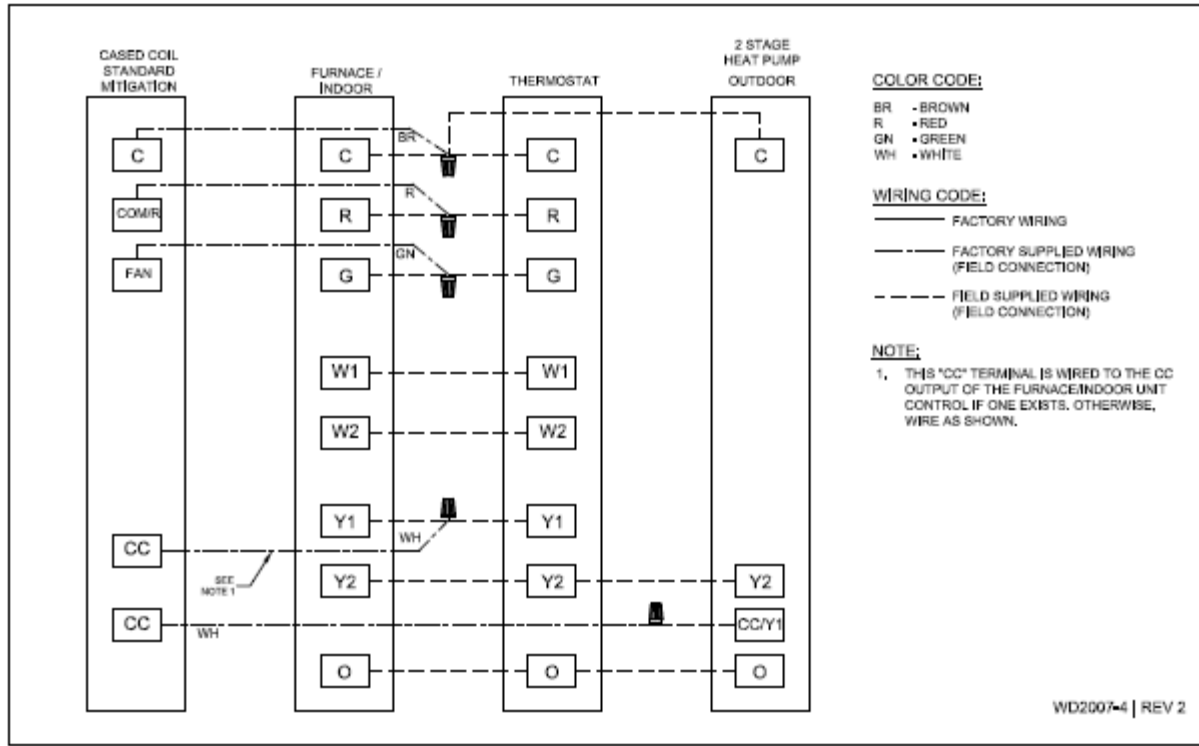 CASED COIL
STANDARD
MITIGATION
FURNACE /
INDOOR
THERMOSTAT
2 STAGE
HEAT PUMP
OUTDOOR
C
BR
C
C
C
COM/R
R
R
R
FAN
GN
G
G
W1
W1
W2
W2
Y1
Y1
CC
WH
SEE
NOTE 1
Y2
Y2
Y2
CC
WH
CC/Y1
O
O
O
COLOR CODE:
BR - BROWN
R - RED
GN - GREEN
WH - WHITE
WIRING CODE:
FACTORY WIRING
FACTORY SUPPLIED WIRING
(FIELD CONNECTION)
FIELD SUPPLIED WIRING
(FIELD CONNECTION)
NOTE:
1. THIS "CC" TERMINAL IS WIRED TO THE CC
OUTPUT OF THE FURNACE/INDOOR UNIT
CONTROL IF ONE EXISTS. OTHERWISE,
WIRE AS SHOWN.
WD2007-4 | REV 2